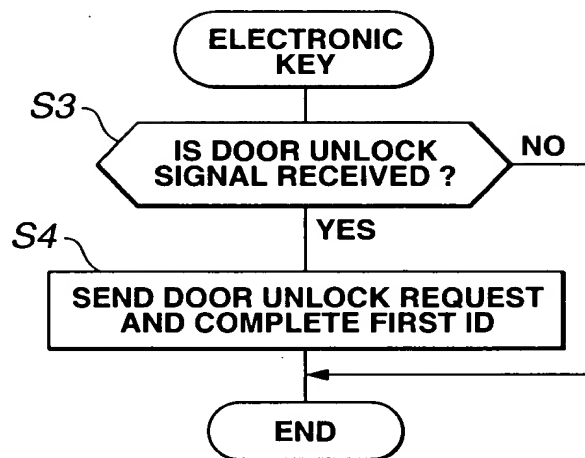 ELECTRONIC
KEY
S3
IS DOOR UNLOCK
SIGNAL RECEIVED ?
NO
YES
S4
SEND DOOR UNLOCK REQUEST
AND COMPLETE FIRST ID
END